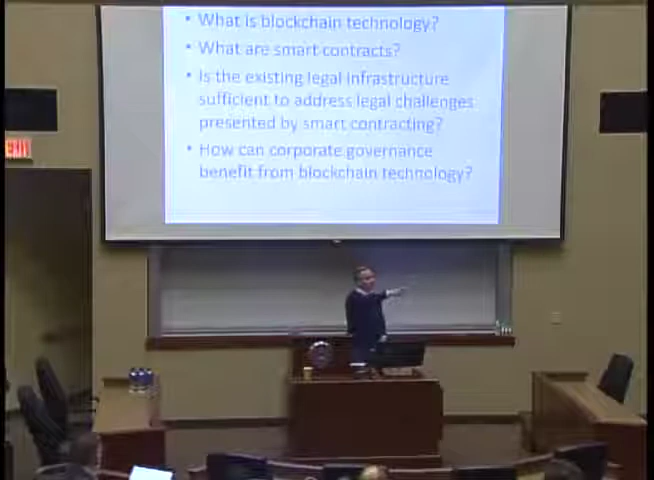 • What is blockchain technology?
• What are smart contracts?
• Is the existing legal infrastructure
sufficient to address legal challenges
presented by smart contracting?
• How can corporate governance
benefit from blockchain technology?
EXIT